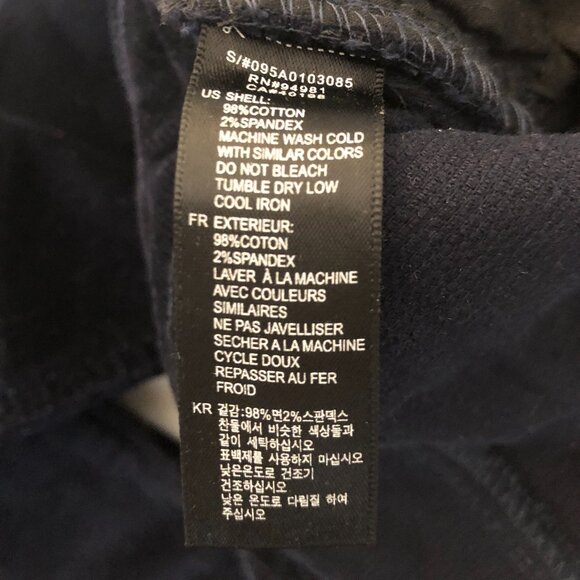 S/#095A0103085
RN#94981
CA#40166
US SHELL:
98%COTTON
2%SPANDEX
MACHINE WASH COLD
WITH SIMILAR COLORS
DO NOT BLEACH
TUMBLE DRY LOW
COOL IRON
FR EXTERIEUR:
98%COTON
2%SPANDEX
LAVER À LA MACHINE
AVEC COULEURS
SIMILAIRES
NE PAS JAVELLISER
SECHER A LA MACHINE
CYCLE DOUX
REPASSER AU FER
FROID
KR 겉감:98%면2%스판덱스
찬물에서 비슷한 색상들과
같이 세탁하십시오
표백제를 사용하지 마십시오
낮은온도로 건조기
건조하십시오
낮은 온도로 다림질 하여
주십시오